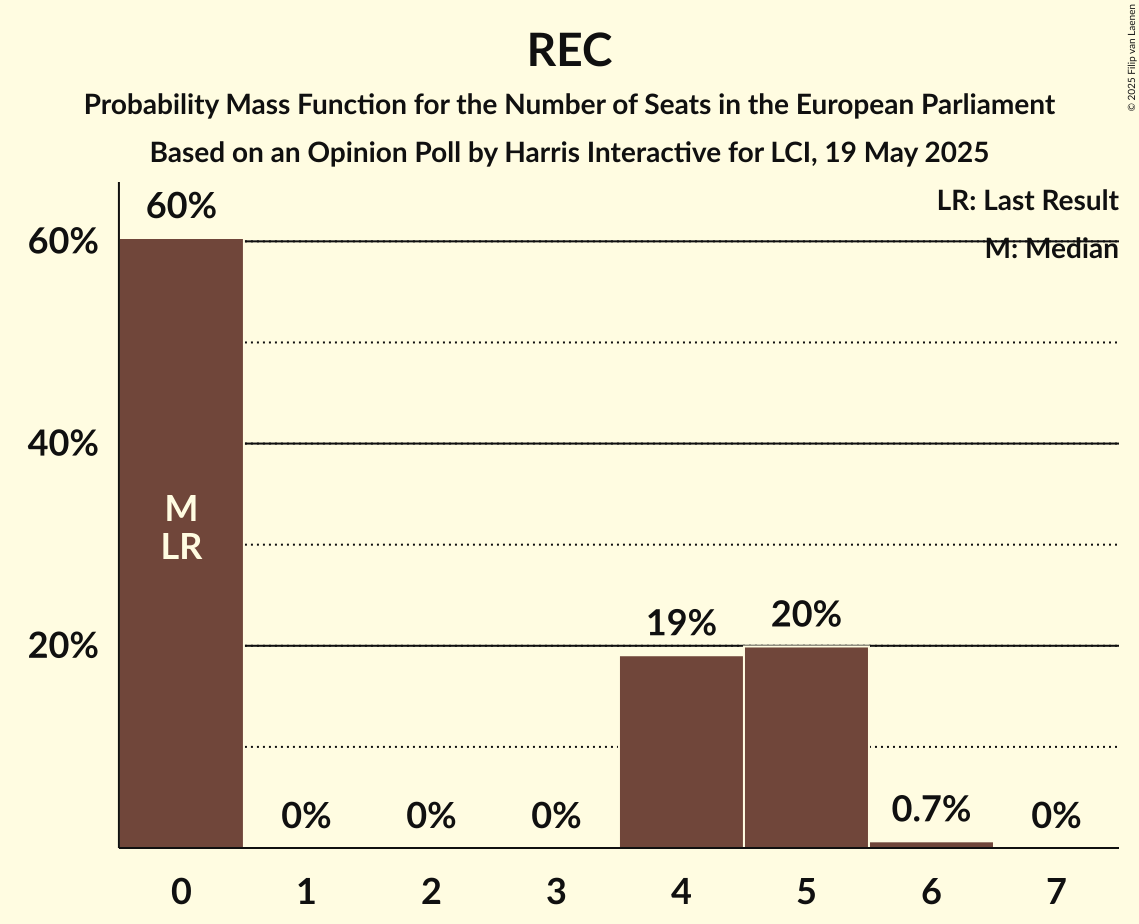 REC
Probability Mass Function for the Number of Seats in the European Parliament
Based on an Opinion Poll by Harris Interactive for LCI, 19 May 2025
© 2025 Filip van Laenen
LR: Last Result
M: Median
60%
40%
20%
60%
M
LR
0%
0%
0%
19%
20%
0.7%
0%
0 1 2 3 4 5 6 7